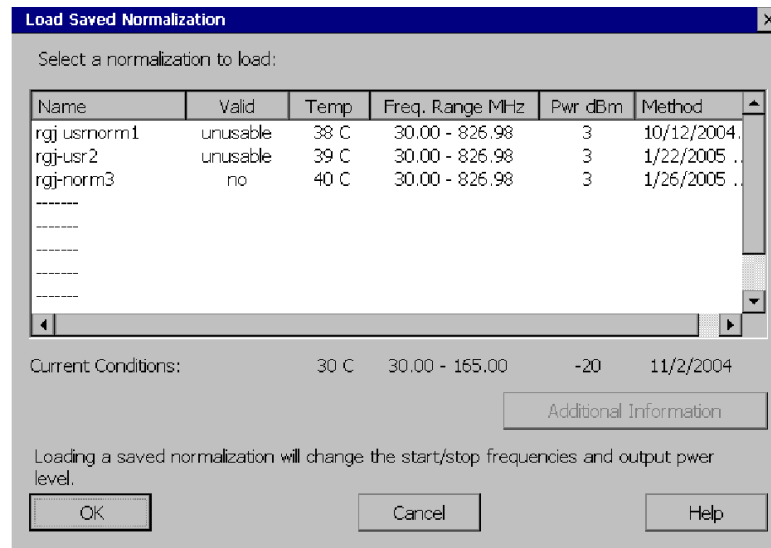 Load Saved Normalization
Select a normalization to load:
Name Valid Temp Freq. Range MHz Pwr dBm Method
rgj usrnorm1 unusable 38 C 30.00 - 826.98 3 10/12/2004.
rgj-usr2 unusable 39 C 30.00 - 826.98 3 1/22/2005 ..
rgj-norm3 no 40 C 30.00 - 826.98 3 1/26/2005 ..
-------
-------
-------
-------
-------
Current Conditions: 30 C 30.00 - 165.00 -20 11/2/2004
Additional Information
Loading a saved normalization will change the start/stop frequencies and output pwer
level.
OK Cancel Help